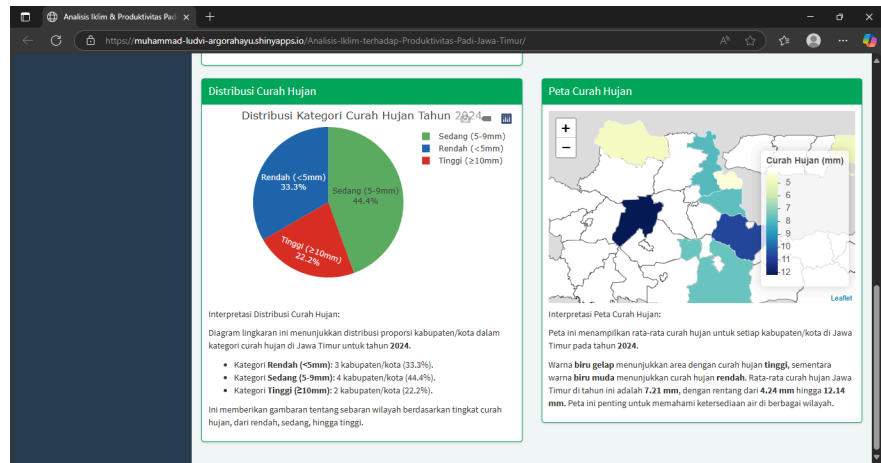 Analisis Iklim & Produktivitas Padi
https://muhammad-ludvi-argorahayu.shinyapps.io/Analisis-Iklim-terhadap-Produktivitas-Padi-Jawa-Timur/
Distribusi Curah Hujan
Distribusi Kategori Curah Hujan Tahun 2024
Sedang (5-9mm)
Rendah (<5mm)
Tinggi (≥10mm)
Rendah (<5mm)
33.3%
Sedang (5-9mm)
44.4%
Tinggi (≥10mm)
22.2%
Interpretasi Distribusi Curah Hujan:
Diagram lingkaran ini menunjukkan distribusi proporsi kabupaten/kota dalam
kategori curah hujan di Jawa Timur untuk tahun 2024.
• Kategori Rendah (<5mm): 3 kabupaten/kota (33.3%).
• Kategori Sedang (5-9mm): 4 kabupaten/kota (44.4%).
• Kategori Tinggi (≥10mm): 2 kabupaten/kota (22.2%).
Ini memberikan gambaran tentang sebaran wilayah berdasarkan tingkat curah
hujan, dari rendah, sedang, hingga tinggi.
Peta Curah Hujan
+
−
Curah Hujan (mm)
5
6
7
8
9
10
11
12
Leaflet
Interpretasi Peta Curah Hujan:
Peta ini menampilkan rata-rata curah hujan untuk setiap kabupaten/kota di Jawa
Timur pada tahun 2024.
Warna biru gelap menunjukkan area dengan curah hujan tinggi, sementara
warna biru muda menunjukkan curah hujan rendah. Rata-rata curah hujan Jawa
Timur di tahun ini adalah 7.21 mm, dengan rentang dari 4.24 mm hingga 12.14
mm. Peta ini penting untuk memahami ketersediaan air di berbagai wilayah.